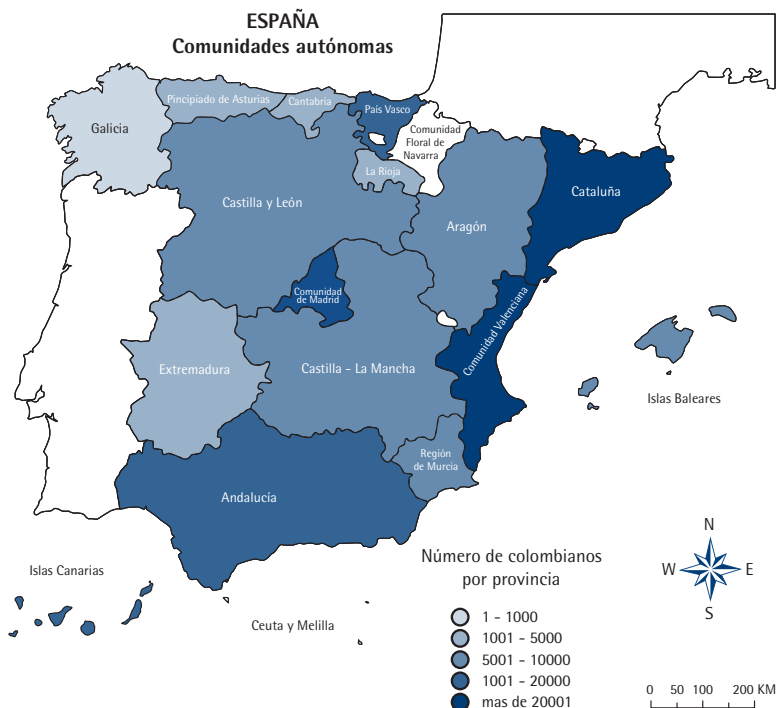 ESPAÑA
Comunidades autónomas
Pincipiado de Asturias
Cantabria
País Vasco
Galicia
Comunidad
Floral de
Navarra
La Rioja
Cataluña
Castilla y León
Aragón
Comunidad
de Madrid
Comunidad Valenciana
Extremadura
Castilla - La Mancha
Islas Baleares
Región
de Murcia
Andalucía
Islas Canarias
Ceuta y Melilla
N
W
E
S
Número de colombianos
por provincia
1 - 1000
1001 - 5000
5001 - 10000
1001 - 20000
mas de 20001
0 50 100 200 KM